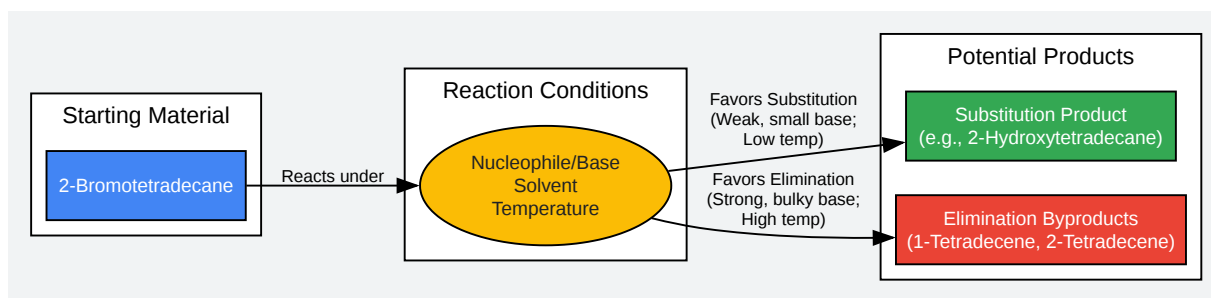 Starting Material
2-Bromotetradecane
Reacts under
Reaction Conditions
Nucleophile/Base
Solvent
Temperature
Favors Substitution
(Weak, small base;
Low temp)
Favors Elimination
(Strong, bulky base;
High temp)
Potential Products
Substitution Product
(e.g., 2-Hydroxytetradecane)
Elimination Byproducts
(1-Tetradecene, 2-Tetradecene)